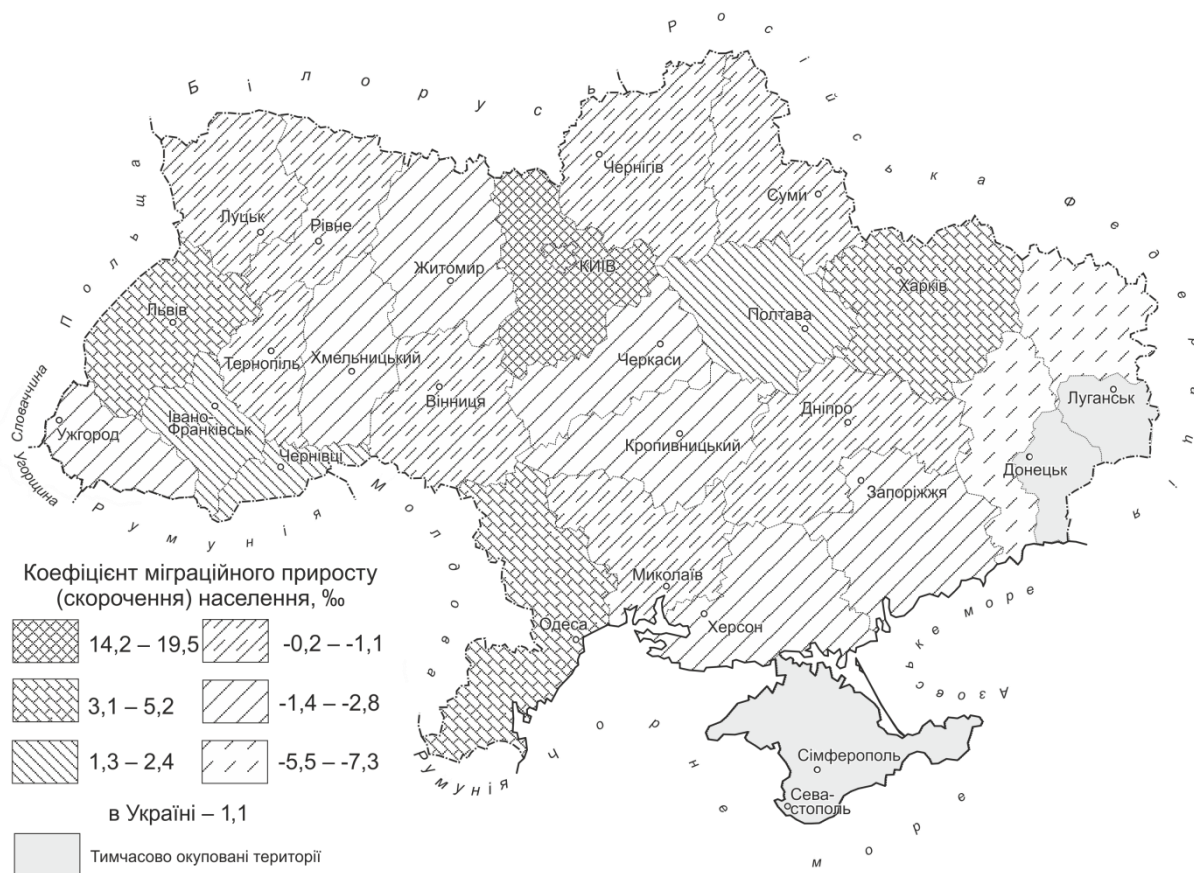 Білорусь
Російська Федерація
Польща
Словаччина
Угорщина
Румунія
Молдова
Румунія
Чорне море
Азовське море
Чернігів
Суми
Луцьк
Рівне
Житомир
КИЇВ
Харків
Львів
Полтава
Тернопіль
Хмельницький
Черкаси
Вінниця
Луганськ
Івано-
Франківськ
Дніпро
Ужгород
Кропивницький
Чернівці
Донецьк
Запоріжжя
Миколаїв
Херсон
Одеса
Сімферополь
Сева-
стополь
Коефіцієнт міграційного приросту
(скорочення) населення, ‰
14,2 – 19,5
-0,2 – -1,1
3,1 – 5,2
-1,4 – -2,8
1,3 – 2,4
-5,5 – -7,3
в Україні – 1,1
Тимчасово окуповані території